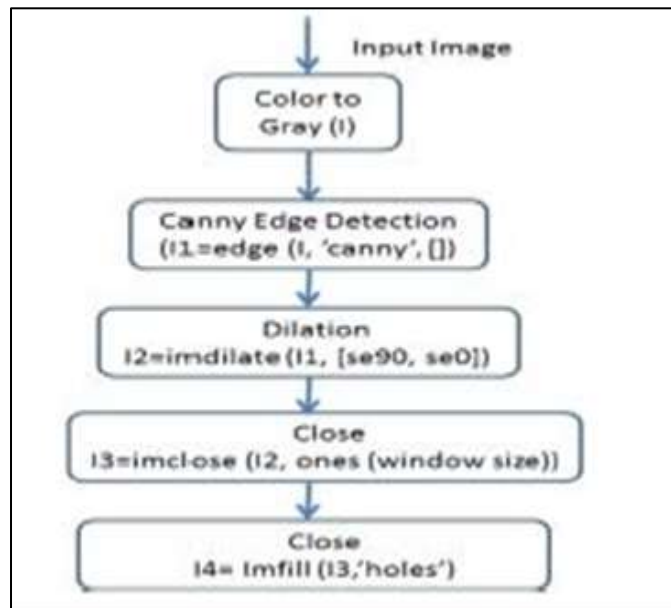 Input Image
Color to
Gray (I)
Canny Edge Detection
(I1=edge (I, ‘canny’, [])
Dilation
I2=imdilate (I1, [se90, se0])
Close
I3=imclose (I2, ones (window size))
Close
I4= Imfill (I3,‘holes’)